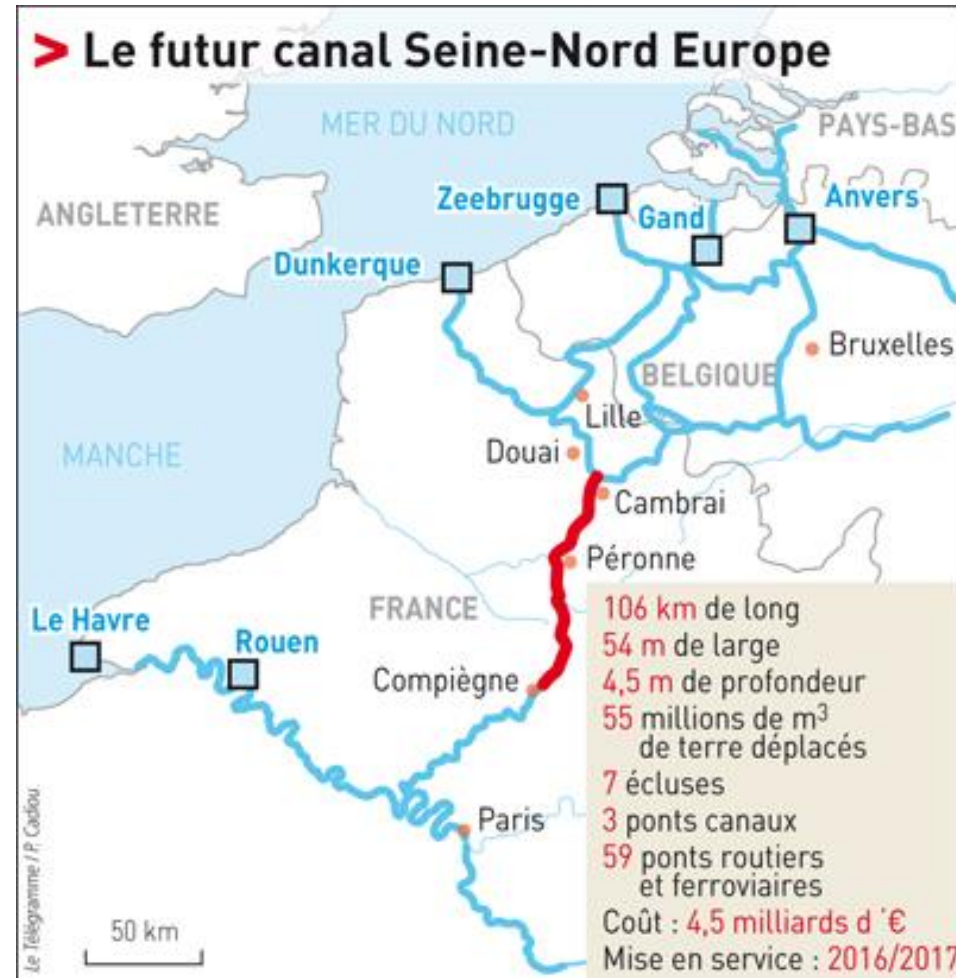 > Le futur canal Seine-Nord Europe
MER DU NORD
PAYS-BAS
ANGLETERRE
Zeebrugge
Gand
Anvers
Dunkerque
Bruxelles
BELGIQUE
Lille
MANCHE
Douai
Cambrai
Péronne
FRANCE
Le Havre
Rouen
Compiègne
Paris
106 km de long
54 m de large
4,5 m de profondeur
55 millions de m³
de terre déplacés
7 écluses
3 ponts canaux
59 ponts routiers
et ferroviaires
Coût : 4,5 milliards d'€
Mise en service : 2016/2017
50 km
Le Télégramme / P. Cadiou